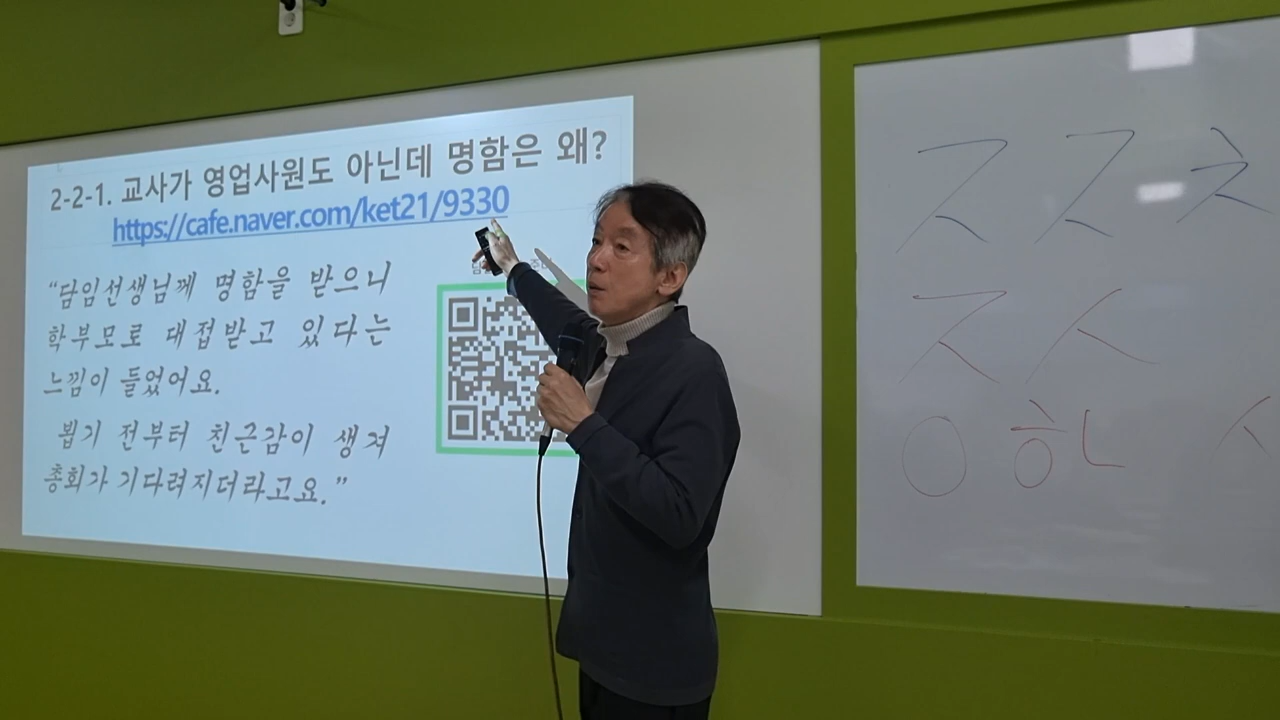 2-2-1. 교사가 영업사원도 아닌데 명함은 왜?
https://cafe.naver.com/ket21/9330
“담임선생님께 명함을 받으니
학부모로 대접받고 있다는
느낌이 들었어요.
뵙기 전부터 친근감이 생겨
총회가 기다려지더라고요.”
ㅈ ㅈ ㅊ
ㅈ ㅅ
ㅇ ㅎ ㄴ ㅅ